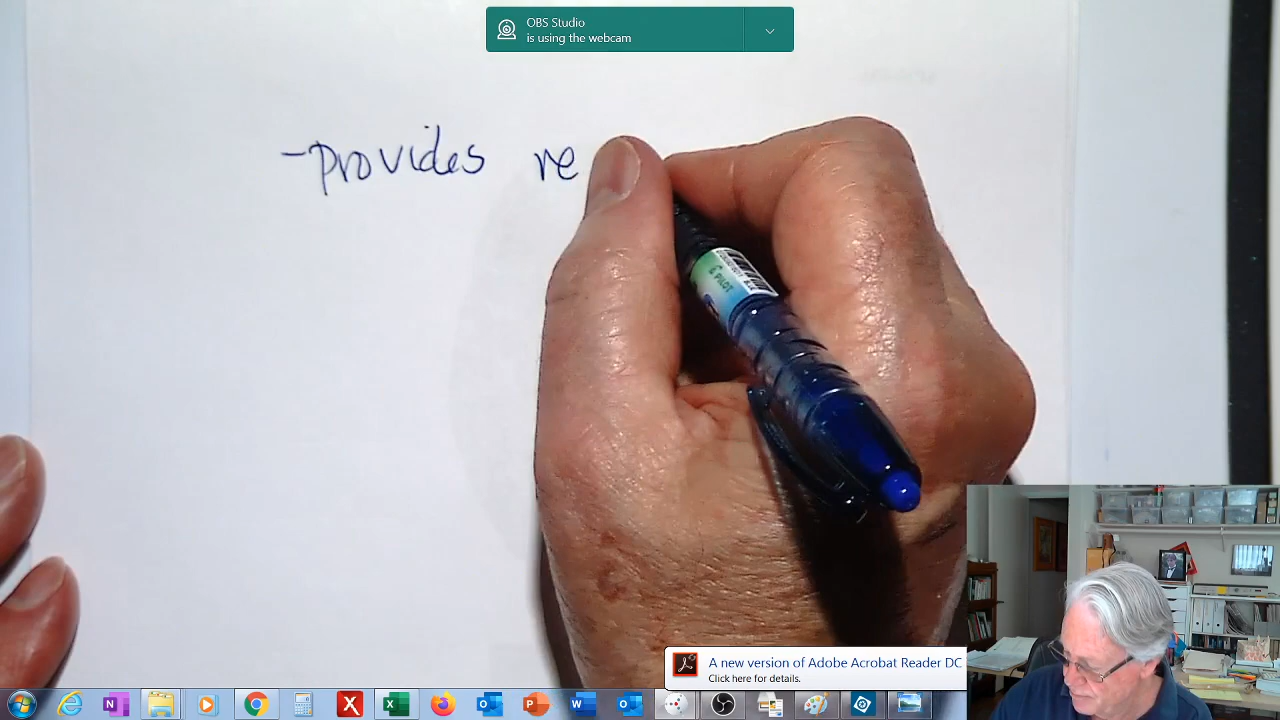 OBS Studio
is using the webcam
-Provides re
PILOT
A new version of Adobe Acrobat Reader DC
Click here for details.